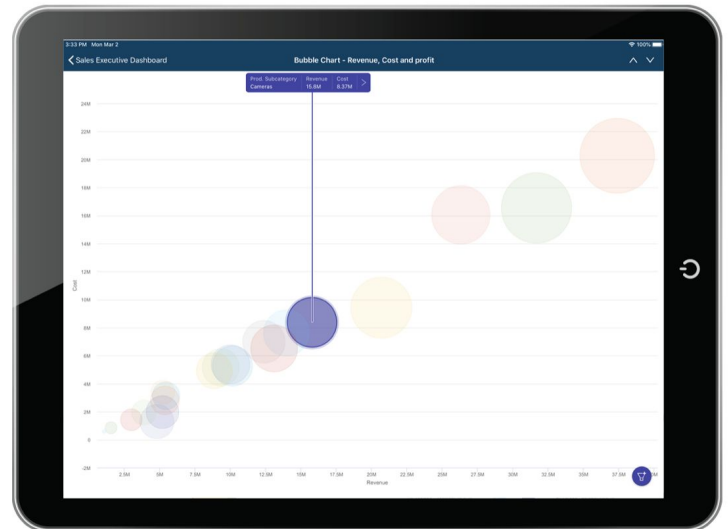 3:33 PM Mon Mar 2
100%
Sales Executive Dashboard
Bubble Chart - Revenue, Cost and profit
Prod. Subcategory Revenue Cost
Cameras 15.8M 8.37M
24M
22M
20M
18M
16M
14M
12M
10M
8M
6M
4M
2M
0
-2M
Cost
2.5M 5M 7.5M 10M 12.5M 15M 17.5M 20M 22.5M 25M 27.5M 30M 32.5M 35M 37.5M
Revenue